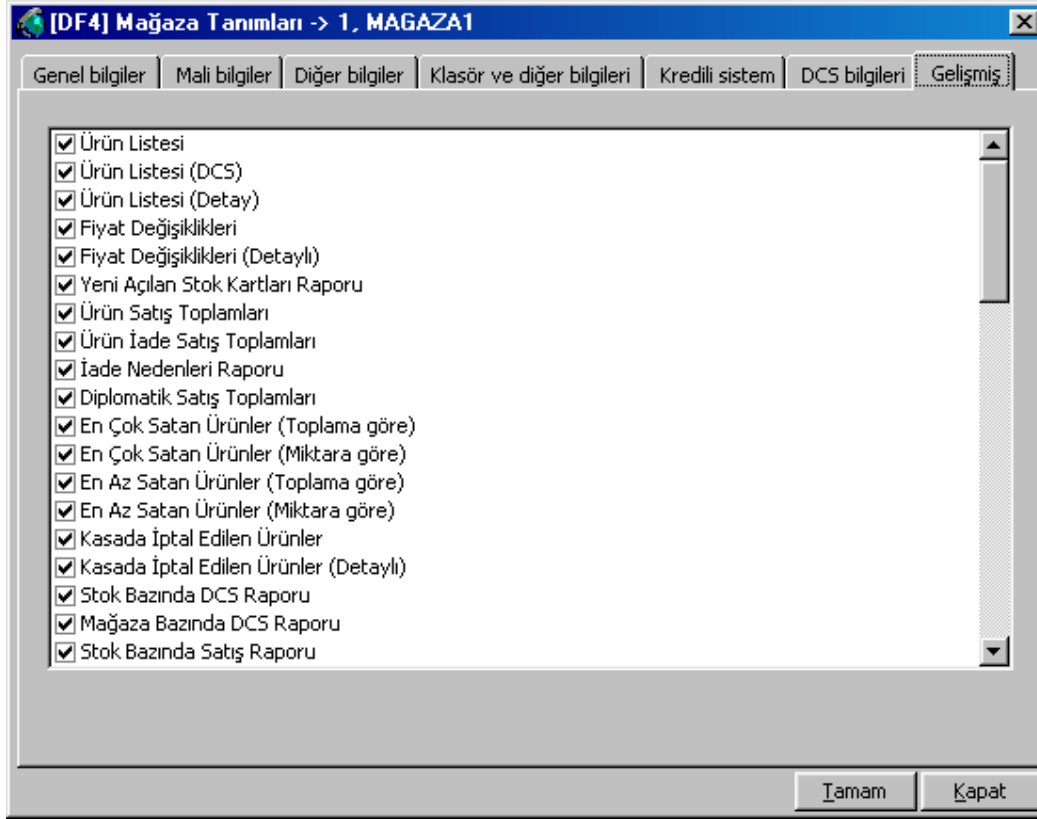 [DF4] Mağaza Tanımları -> 1, MAGAZA1
Genel bilgiler Mali bilgiler Diğer bilgiler Klasör ve diğer bilgileri Kredili sistem DCS bilgileri Gelişmiş
Ürün Listesi
Ürün Listesi (DCS)
Ürün Listesi (Detay)
Fiyat Değişiklikleri
Fiyat Değişiklikleri (Detaylı)
Yeni Açılan Stok Kartları Raporu
Ürün Satış Toplamları
Ürün İade Satış Toplamları
İade Nedenleri Raporu
Diplomatik Satış Toplamları
En Çok Satan Ürünler (Toplama göre)
En Çok Satan Ürünler (Miktara göre)
En Az Satan Ürünler (Toplama göre)
En Az Satan Ürünler (Miktara göre)
Kasada İptal Edilen Ürünler
Kasada İptal Edilen Ürünler (Detaylı)
Stok Bazında DCS Raporu
Mağaza Bazında DCS Raporu
Stok Bazında Satış Raporu
Tamam Kapat